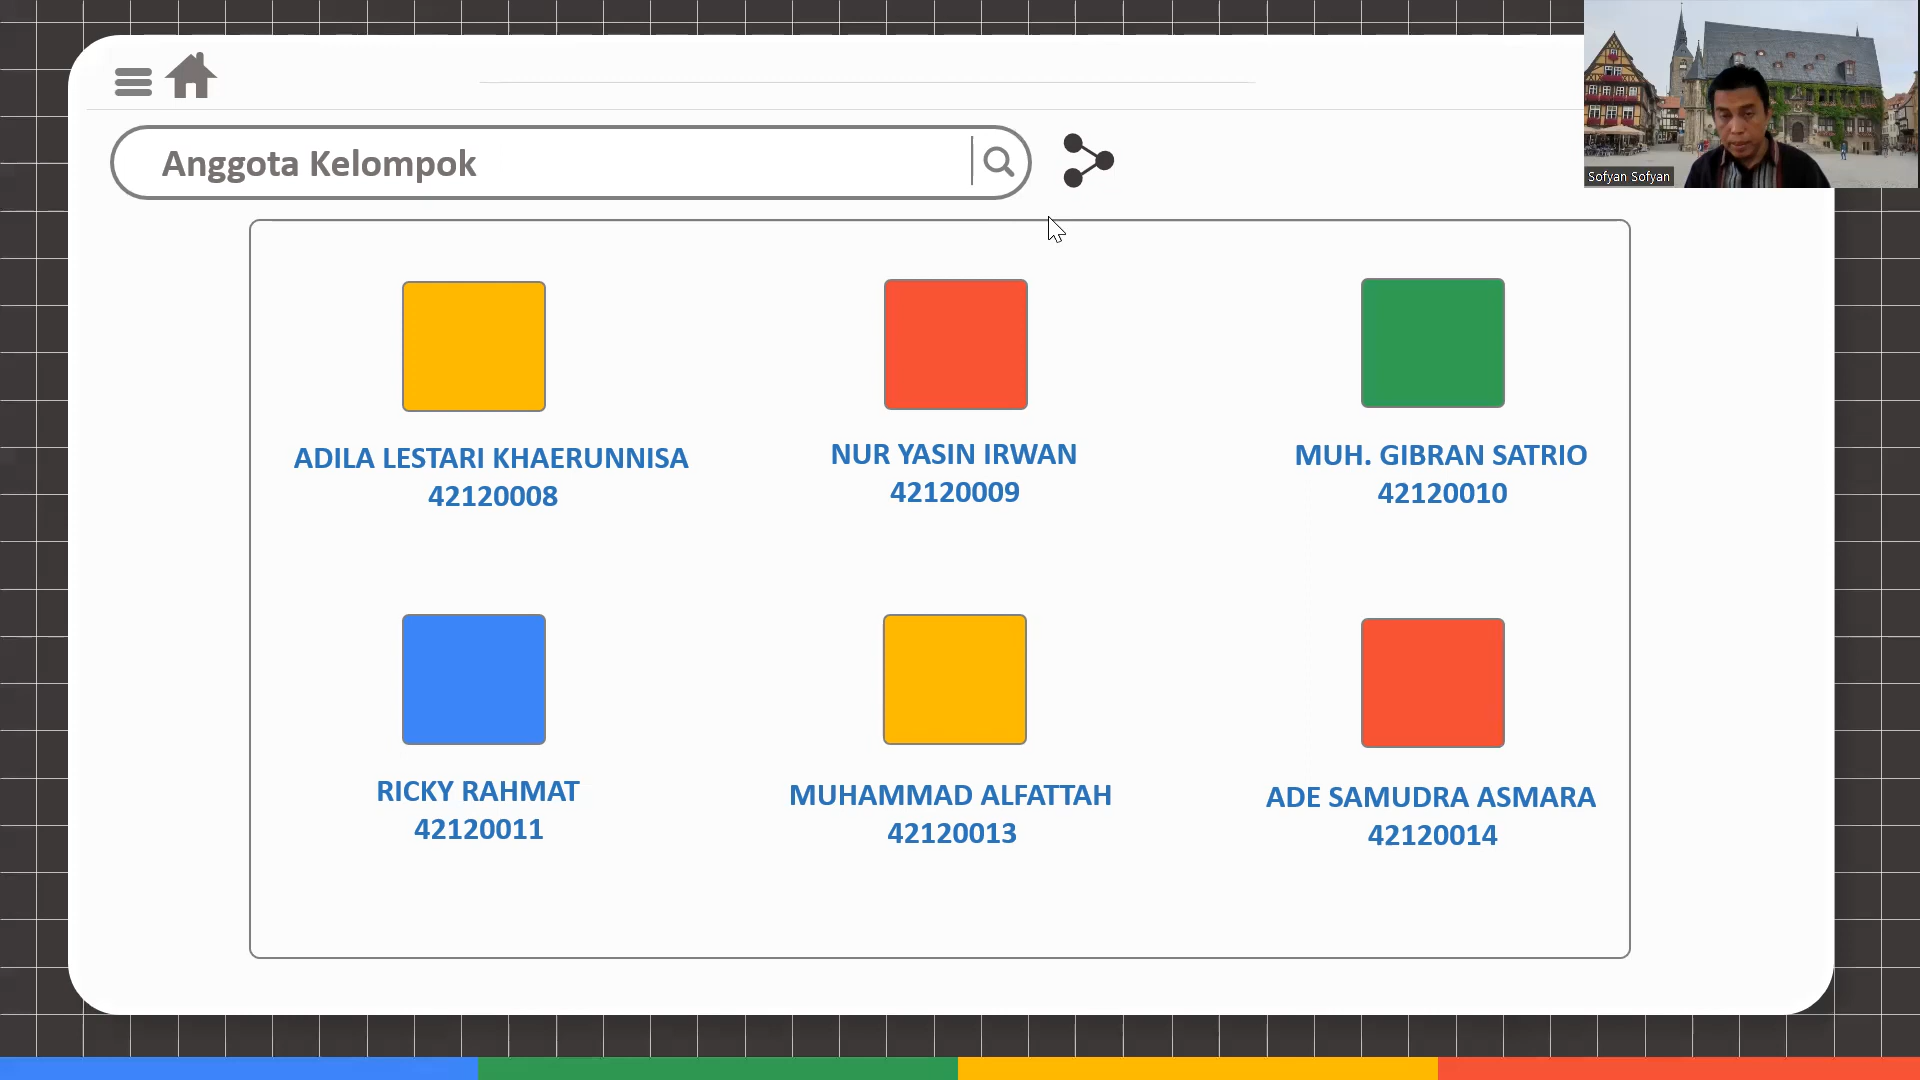 Sofyan Sofyan
Anggota Kelompok
ADILA LESTARI KHAERUNNISA
42120008
NUR YASIN IRWAN
42120009
MUH. GIBRAN SATRIO
42120010
RICKY RAHMAT
42120011
MUHAMMAD ALFATTAH
42120013
ADE SAMUDRA ASMARA
42120014